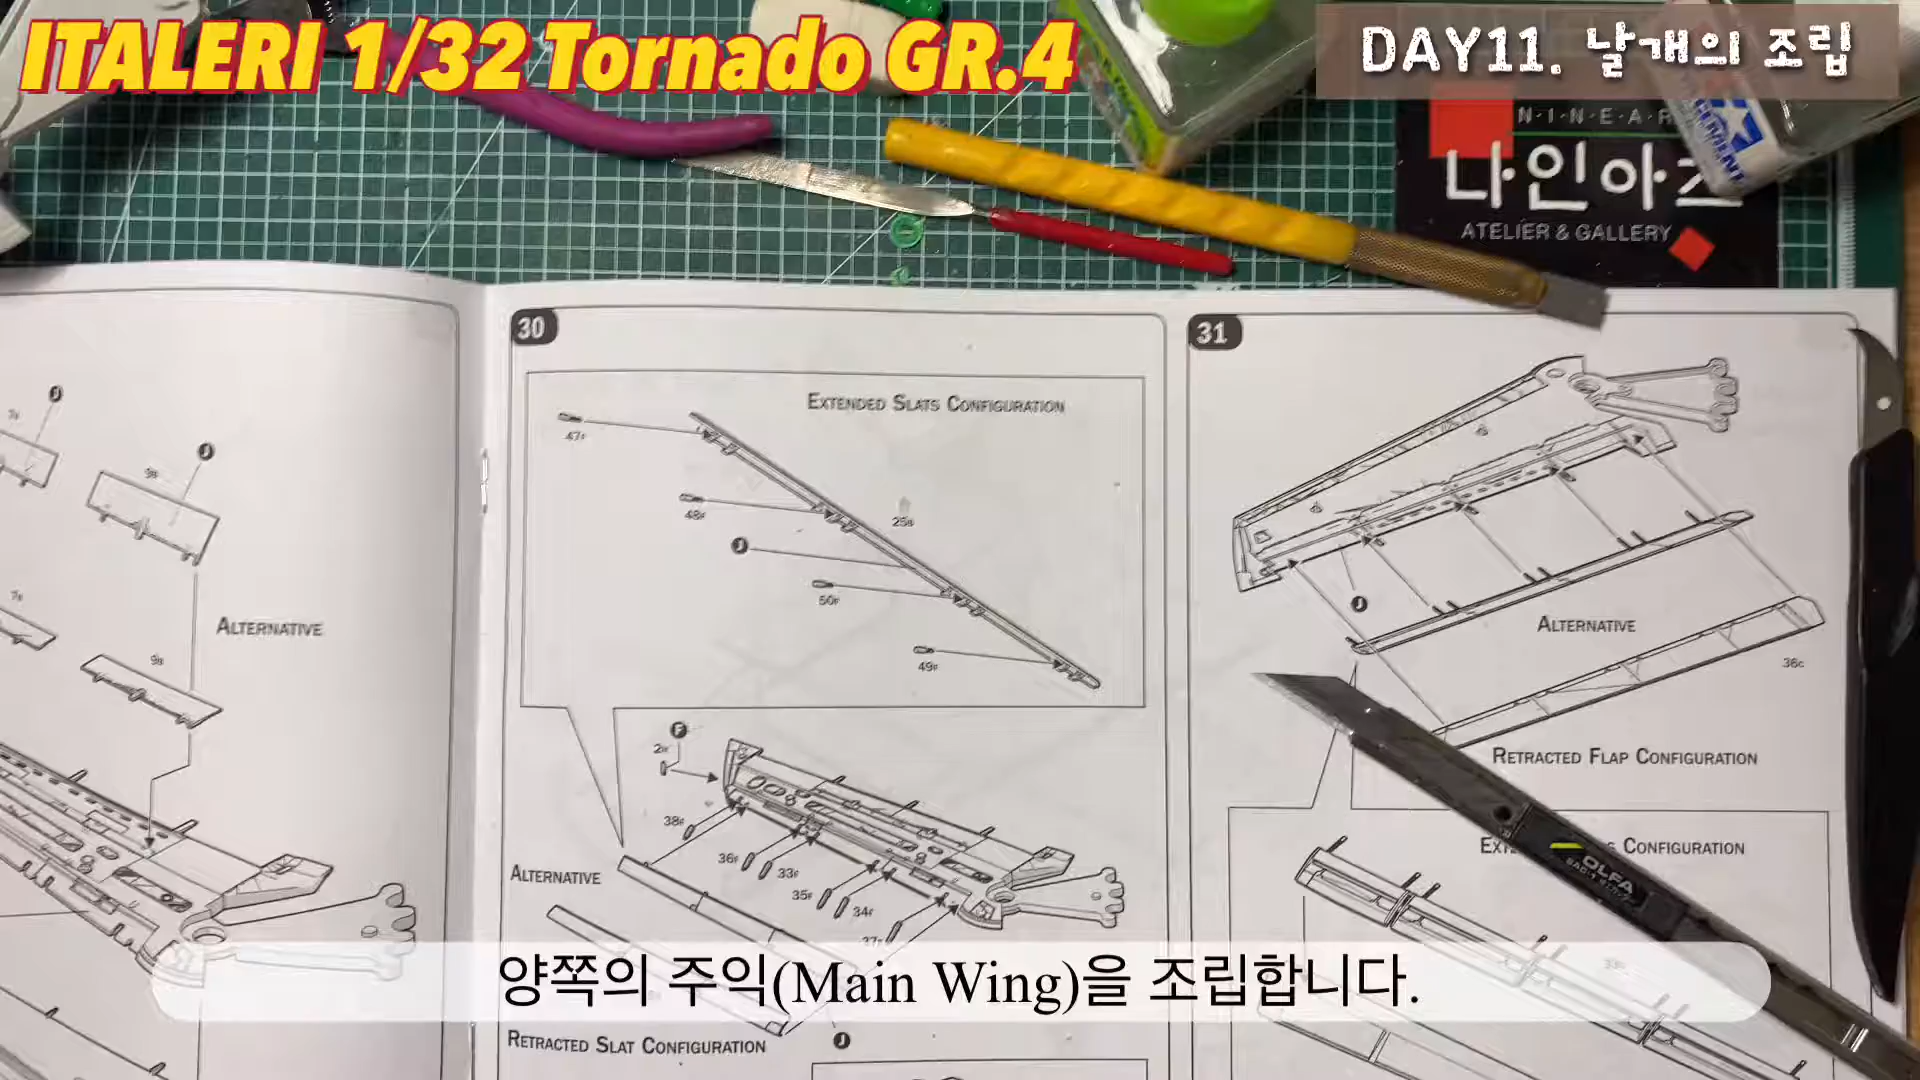 ITALERI 1/32 Tornado GR.4
DAY11. 날개의 조립
N·I·N·E·A·R
나인아즈
ATELIER & GALLERY
30
EXTENDED SLATS CONFIGURATION
47F
48F
25B
J
50F
49F
F
38F
36F
33F
35F
34F
37F
ALTERNATIVE
RETRACTED SLAT CONFIGURATION
J
31
J
ALTERNATIVE
36C
RETRACTED FLAP CONFIGURATION
CONFIGURATION
OLFA
J
J
9B
ALTERNATIVE
9B
양쪽의 주익(Main Wing)을 조립합니다.